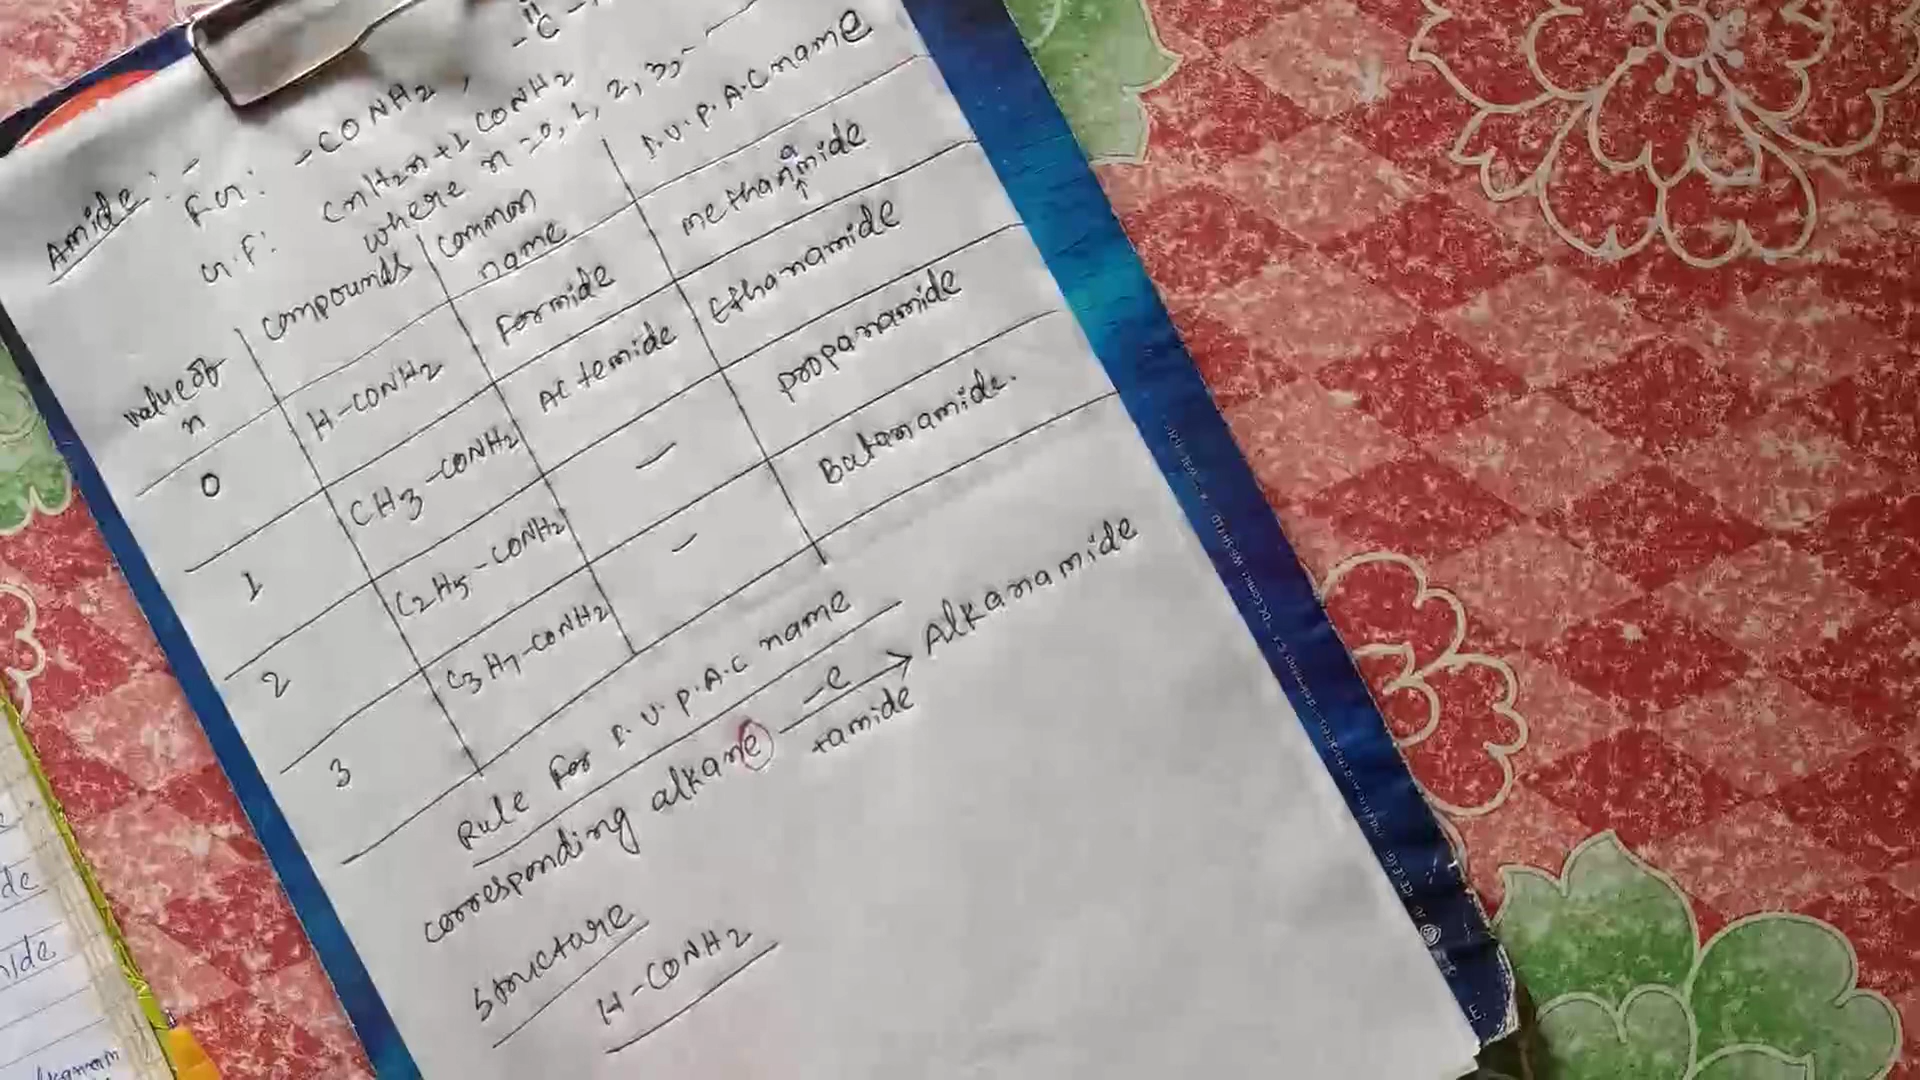 -C-
Amide :-
F.G: -CONH2,
G.F: CnH2n+1 CONH2
where n = 0, 1, 2, 3,-
value of n compounds common name I.U.P.A.C name
0 H-CONH2 Formide methanamide
1 CH3-CONH2 Actemide Ethanamide
2 C2H5-CONH2 - propanamide
3 C3H7-CONH2 - Butanamide.
Rule For I.U.P.A.C name
corresponding alkane -e +amide → Alkanamide
structure
H-CONH2
de